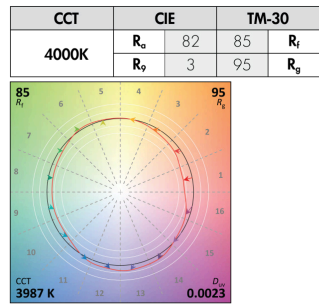 CCT CIE TM-30
4000K Ra 82 85 Rf
R9 3 95 Rg
85 95
Rf Rg
5 4
6 3
7 2
8 1
9 16
10 15
11 14
12 13
CCT Duv
3987 K 0.0023